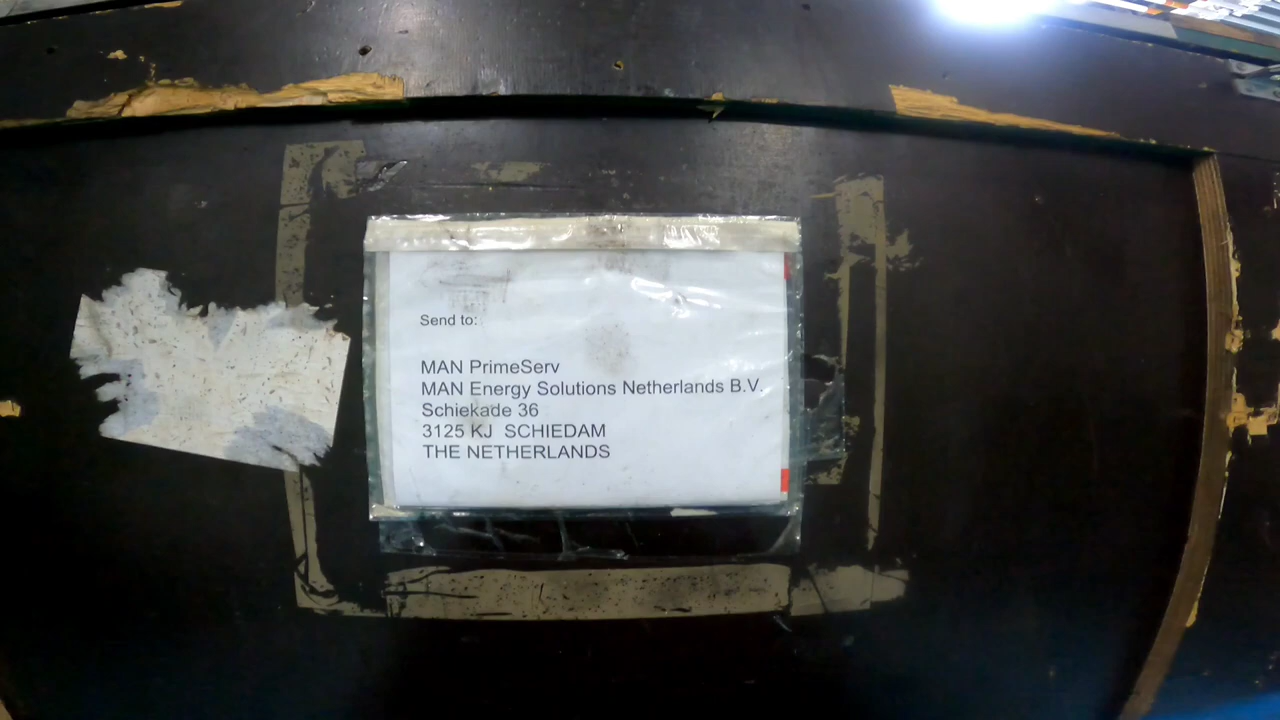 Send to:
MAN PrimeServ
MAN Energy Solutions Netherlands B.V.
Schiekade 36
3125 KJ SCHIEDAM
THE NETHERLANDS